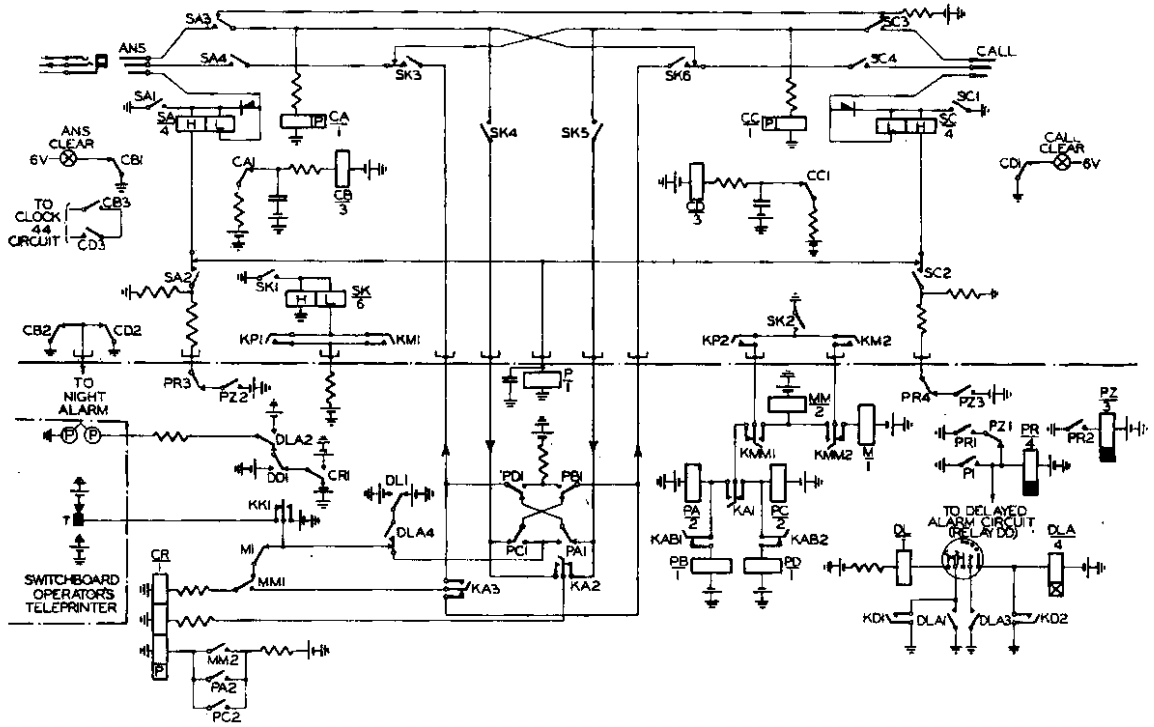 SA3
SC3
ANS
SA4
SK3
SK6
SC4
CALL
SA1
SA
4
H
L
P
CA
1
SK4
SK5
CC
1
P
L
H
SC
4
SC1
ANS
CLEAR
6V
CB1
CA1
CB
3
CD
3
CC1
CD1
CALL
CLEAR
6V
TO
CLOCK
44
CIRCUIT
CB3
CD3
SA2
SK1
H
L
SK
6
SC2
CB2
CD2
KP1
KM1
SK2
KP2
KM2
TO
NIGHT
ALARM
PR3
PZ2
P
1
MM
2
PR4
PZ3
PZ
3
P
P
DLA2
DD1
CR1
PD1
PB1
KMM1
KMM2
M
1
PR1
PZ1
PR
4
PR2
P1
T
KK1
DL1
DLA4
PC1
PA1
PA
2
KA1
PC
2
TO DELAYED
ALARM CIRCUIT
(RELAY DD)
M1
MM1
KA3
KA2
KAB1
KAB2
PB
1
PD
1
DL
1
DLA
4
SWITCHBOARD
OPERATOR'S
TELEPRINTER
CR
1
P
MM2
PA2
PC2
KD1
DLA1
DLA3
KD2